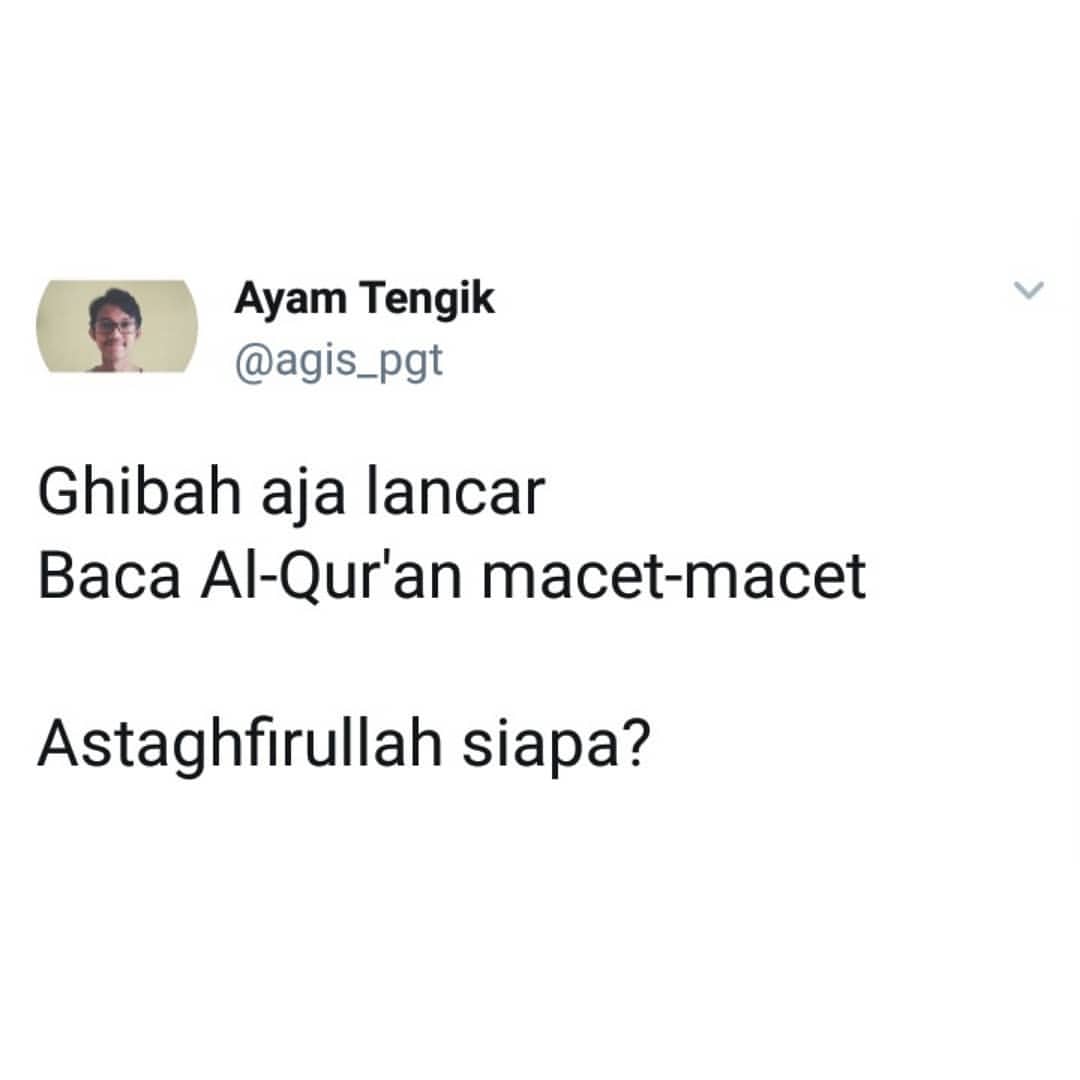 Ayam Tengik
@agis_pgt
Ghibah aja lancar
Baca Al-Qur'an macet-macet
Astaghfirullah siapa?